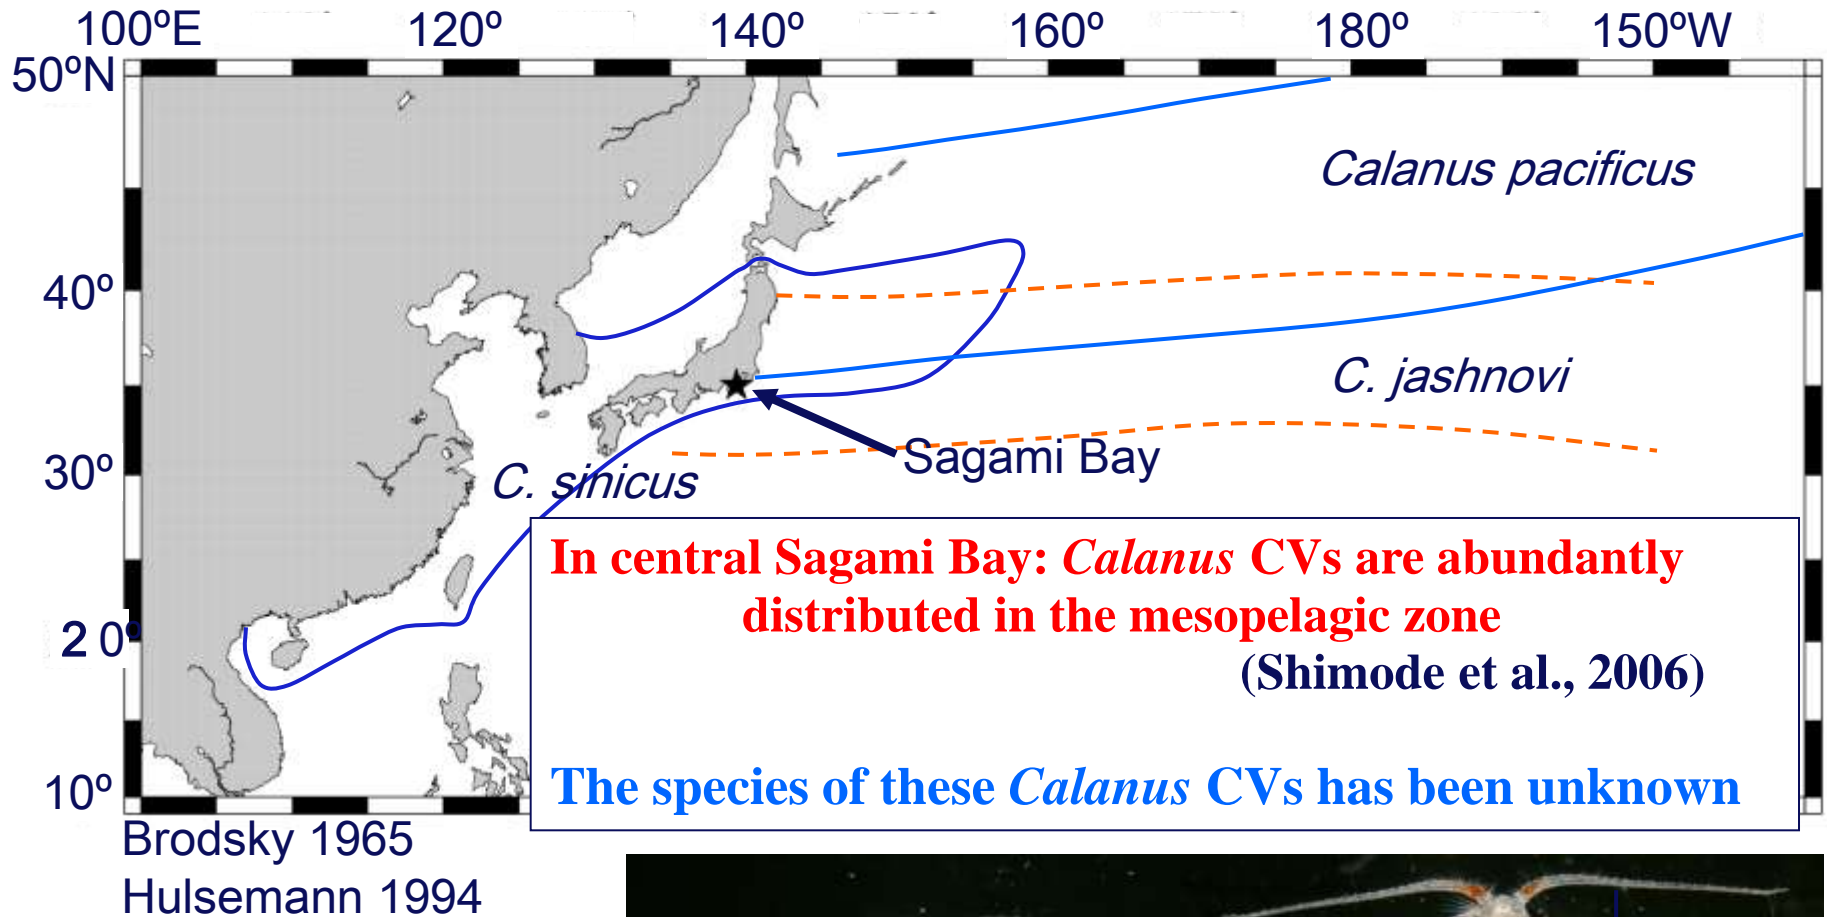 100ºE 120º 140º 160º 180º 150ºW
50ºN
Calanus pacificus
40º
C. jashnovi
Sagami Bay
30º
C. sinicus
In central Sagami Bay: Calanus CVs are abundantly
distributed in the mesopelagic zone
20º
(Shimode et al., 2006)
The species of these Calanus CVs has been unknown
10º
Brodsky 1965
Hulsemann 1994